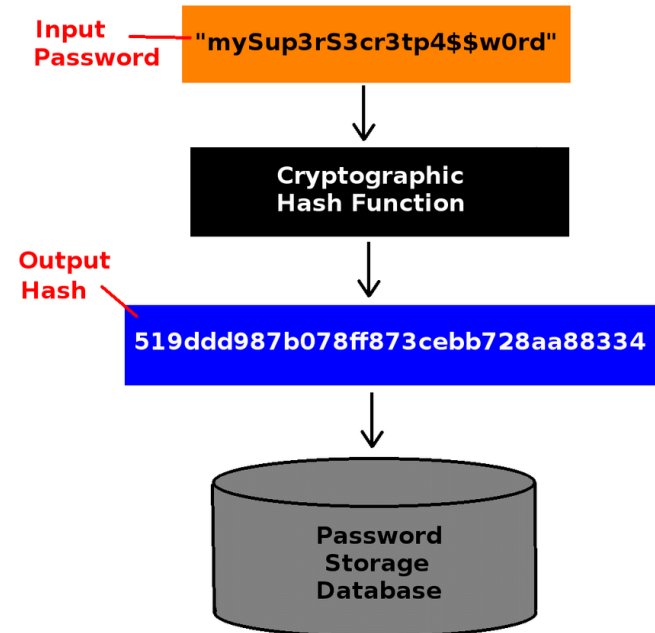 Input
Password
"mySup3rS3cr3tp4$$w0rd"
Cryptographic
Hash Function
Output
Hash
519ddd987b078ff873cebb728aa88334
Password
Storage
Database